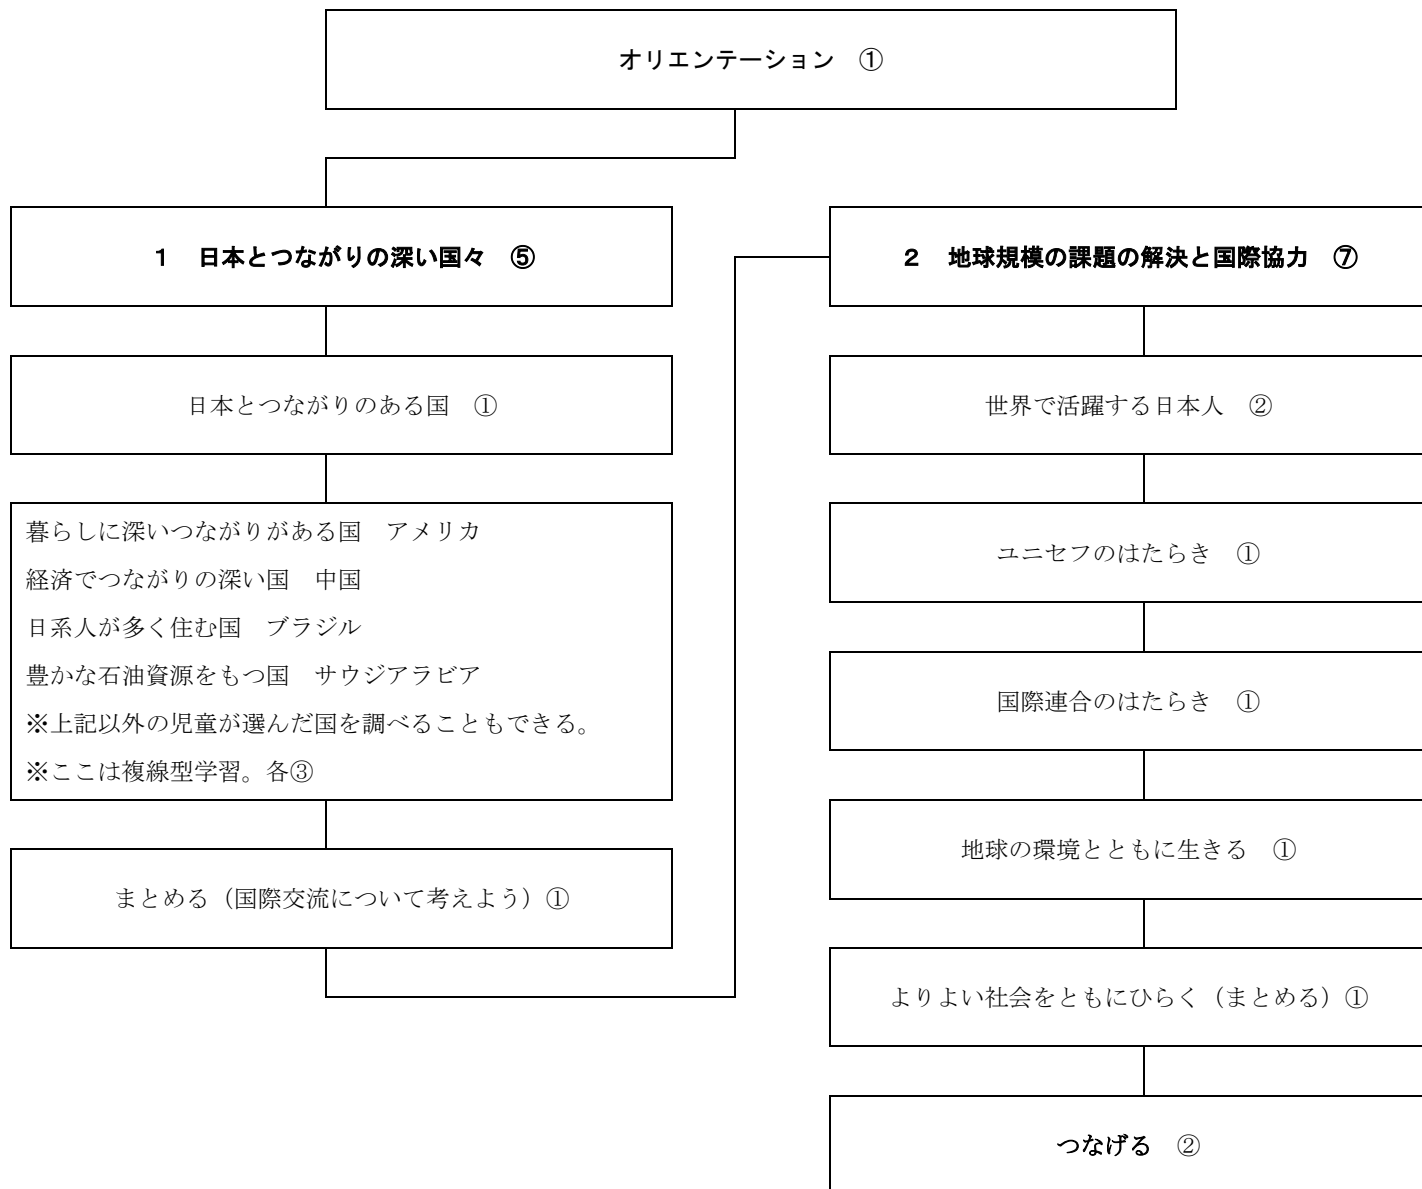 オリエンテーション　①
1　日本とつながりの深い国々　⑤
日本とつながりのある国　①
暮らしに深いつながりがある国　アメリカ
経済でつながりの深い国　中国
日系人が多く住む国　ブラジル
豊かな石油資源をもつ国　サウジアラビア
※上記以外の児童が選んだ国を調べることもできる。
※ここは複線型学習。各③
まとめる（国際交流について考えよう）①
2　地球規模の課題の解決と国際協力　⑦
世界で活躍する日本人　②
ユニセフのはたらき　①
国際連合のはたらき　①
地球の環境とともに生きる　①
よりよい社会をともにひらく（まとめる）①
つなげる　②